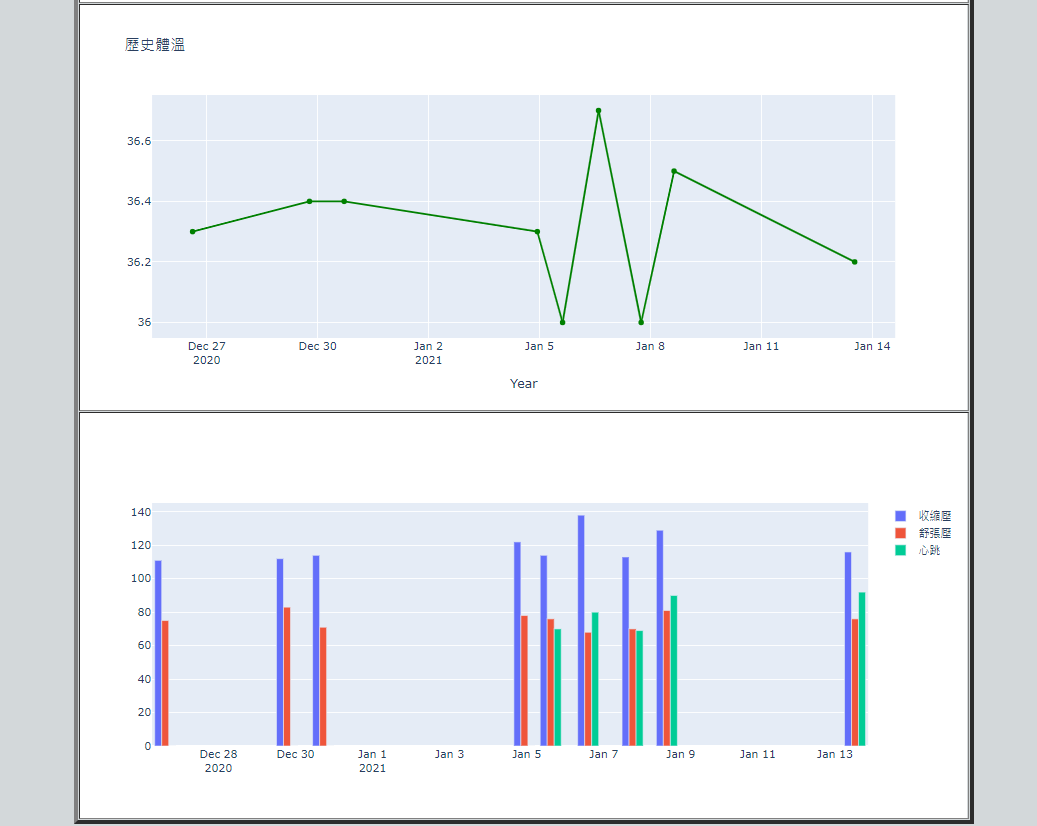 歷史體溫
36.6
36.4
36.2
36
Dec 27
2020
Dec 30
Jan 2
2021
Jan 5
Jan 8
Jan 11
Jan 14
Year
140
120
100
80
60
40
20
0
Dec 28
2020
Dec 30
Jan 1
2021
Jan 3
Jan 5
Jan 7
Jan 9
Jan 11
Jan 13
收縮壓
舒張壓
心跳